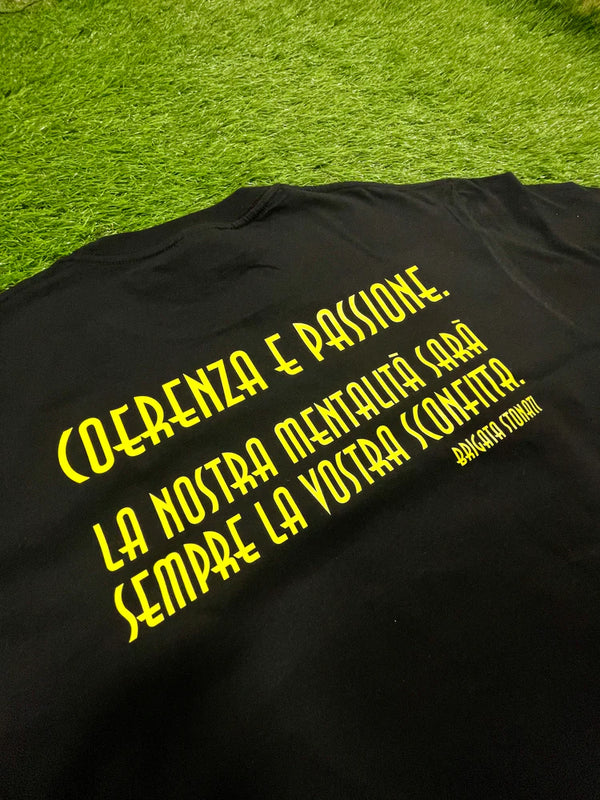 COERENZA E PASSIONE.
LA NOSTRA MENTALITÀ SARÀ
SEMPRE LA VOSTRA SCONFITTA.
BRIGATA STONATI